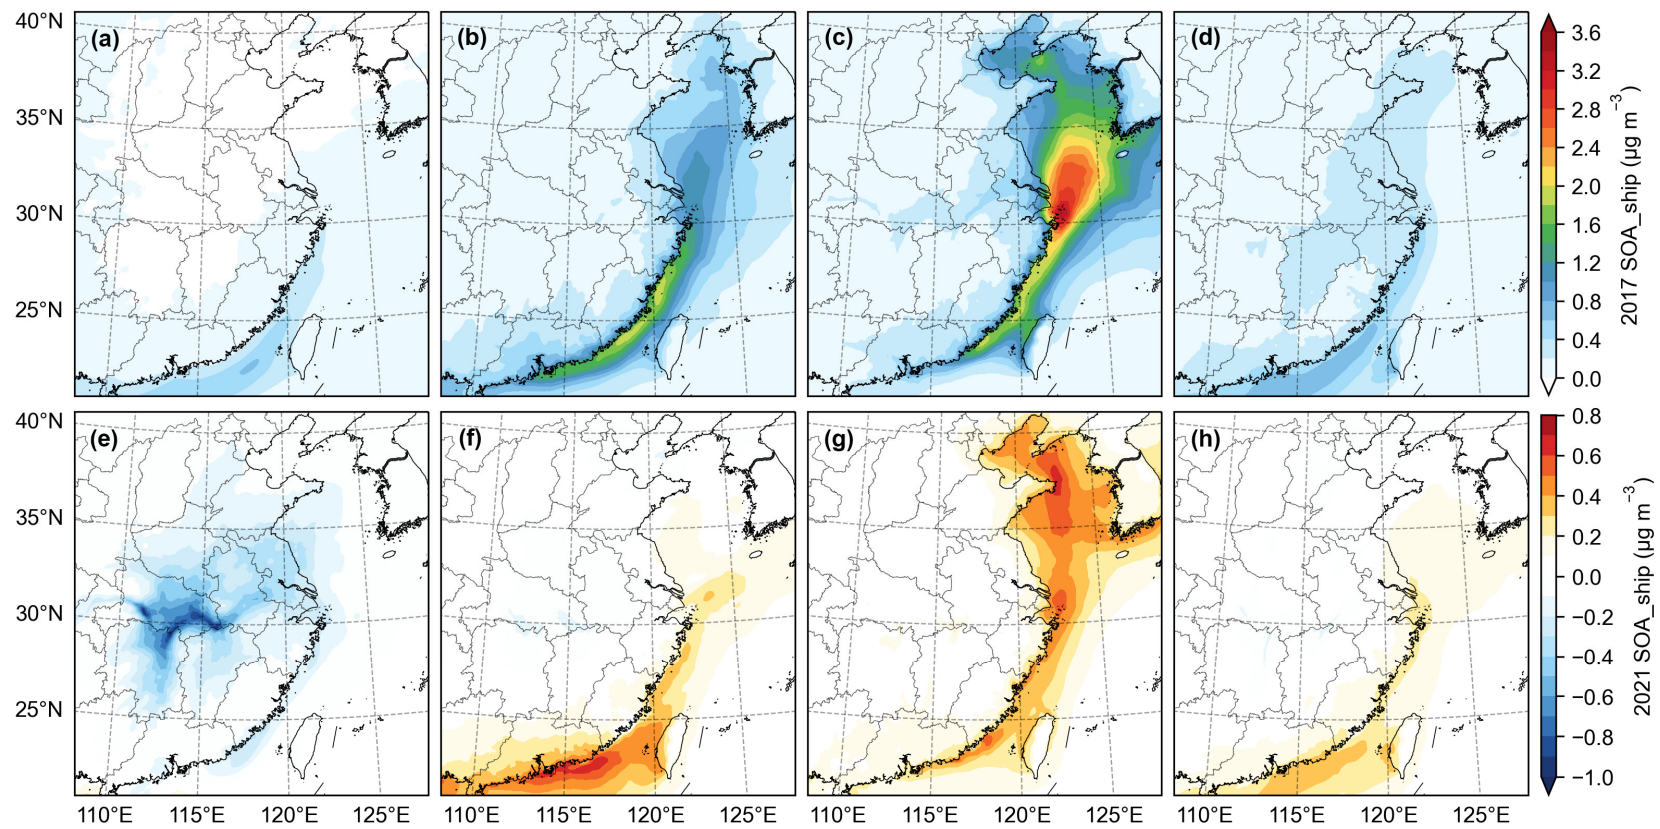 40°N
35°N
30°N
25°N
(a)
(b)
(c)
(d)
3.6
3.2
2.8
2.4
2.0
1.6
1.2
0.8
0.4
0.0
2017 SOA_ship (μg m⁻³)
40°N
35°N
30°N
25°N
(e)
(f)
(g)
(h)
0.8
0.6
0.4
0.2
0.0
−0.2
−0.4
−0.6
−0.8
−1.0
2021 SOA_ship (μg m⁻³)
110°E 115°E 120°E 125°E
110°E 115°E 120°E 125°E
110°E 115°E 120°E 125°E
110°E 115°E 120°E 125°E